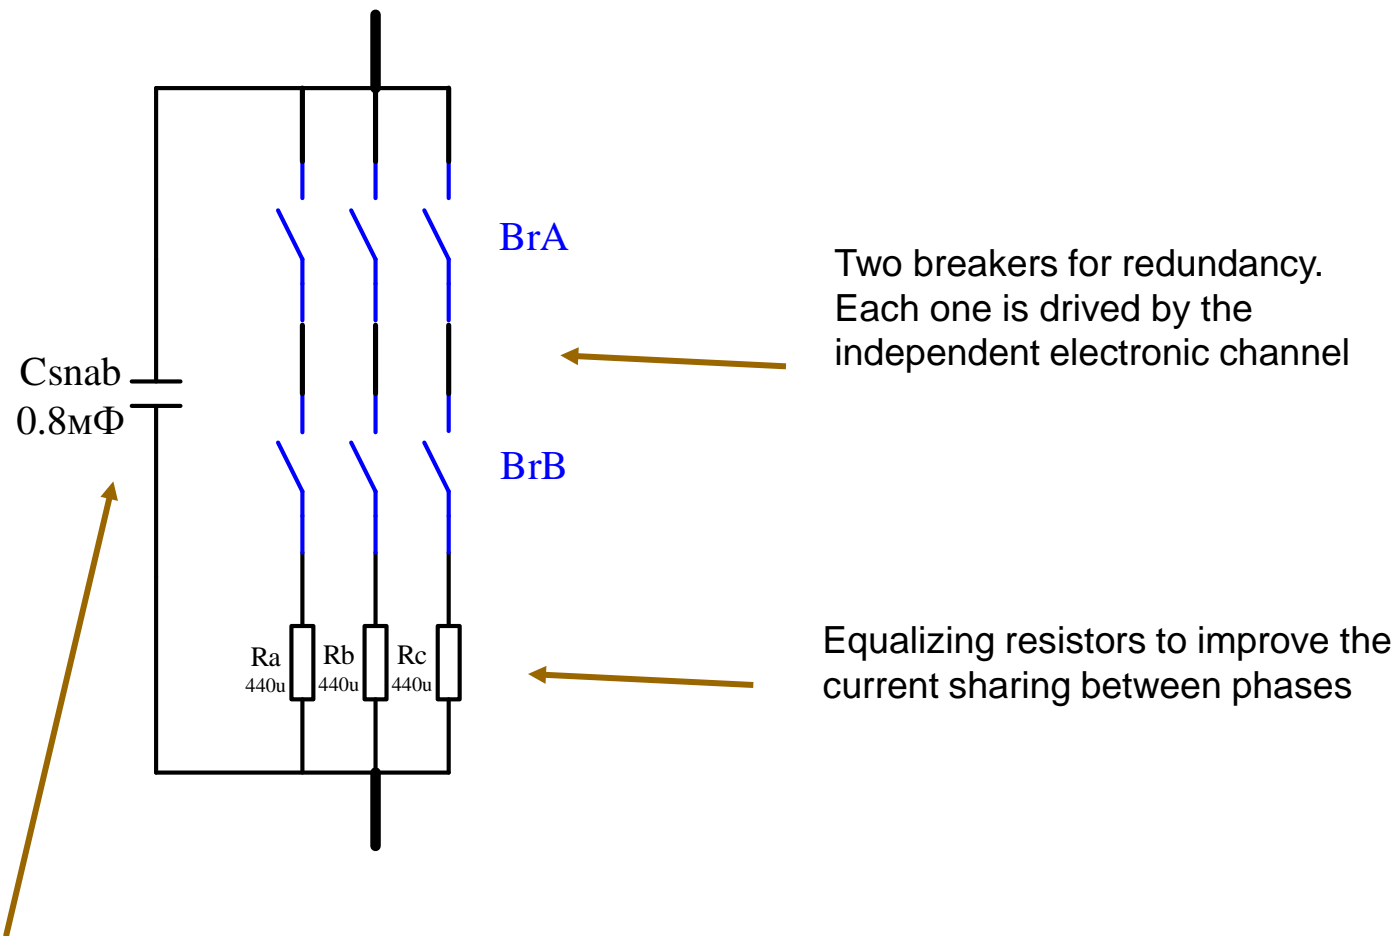 BrA
Two breakers for redundancy.
Each one is drived by the
independent electronic channel
Csnab
0.8мФ
BrB
Ra
440u
Rb
440u
Rc
440u
Equalizing resistors to improve the
current sharing between phases